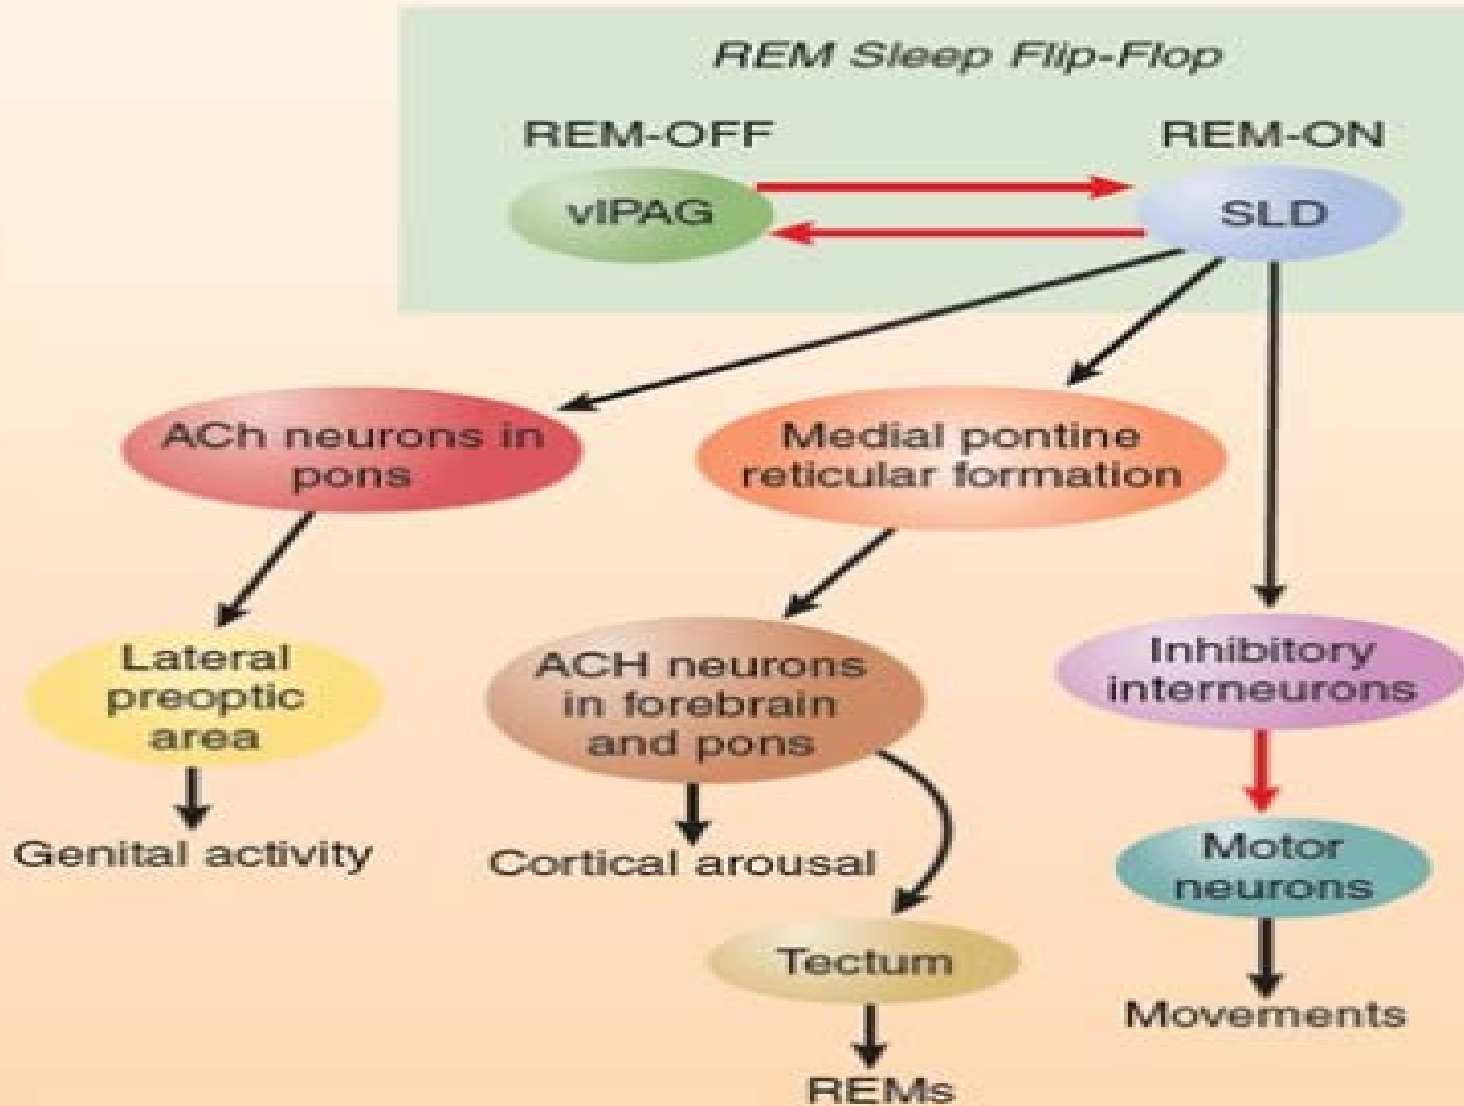 REM Sleep Flip-Flop
REM-OFF
REM-ON
vlPAG
SLD
ACh neurons in
pons
Medial pontine
reticular formation
Lateral
preoptic
area
ACH neurons
in forebrain
and pons
Inhibitory
interneurons
Genital activity
Cortical arousal
Motor
neurons
Tectum
Movements
REMs